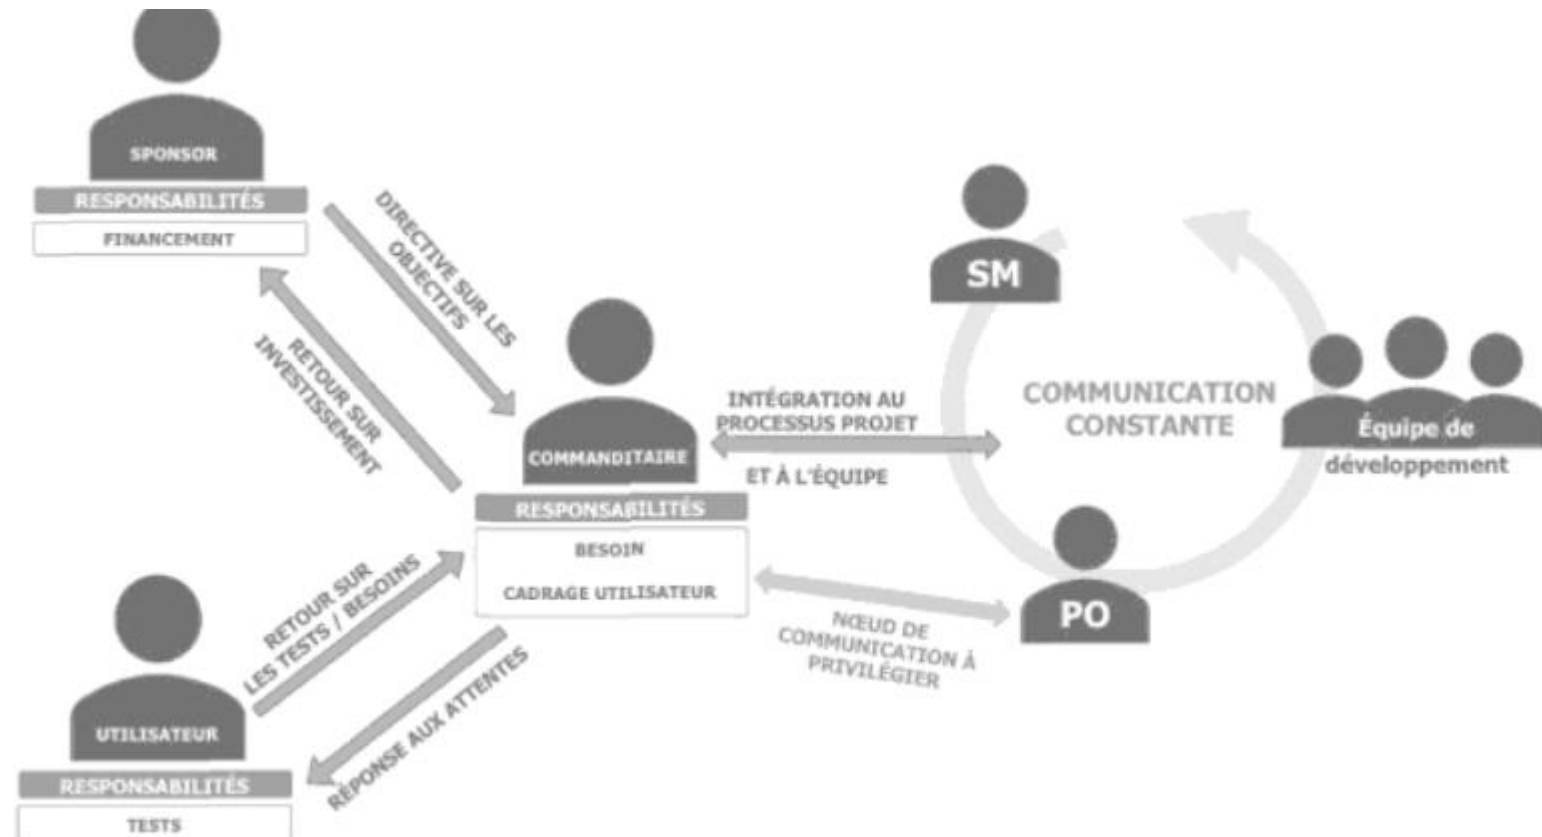 SPONSOR
RESPONSABILITÉS
FINANCEMENT
DIRECTIVE SUR LES
OBJECTIFS
RETOUR SUR
INVESTISSEMENT
COMMANDITAIRE
RESPONSABILITÉS
BESOIN
CADRAGE UTILISATEUR
INTÉGRATION AU
PROCESSUS PROJET
ET À L'ÉQUIPE
SM
COMMUNICATION
CONSTANTE
Équipe de
développement
PO
NŒUD DE
COMMUNICATION À
PRIVILÉGIER
RETOUR SUR
LES TESTS / BESOINS
RÉPONSE AUX ATTENTES
UTILISATEUR
RESPONSABILITÉS
TESTS